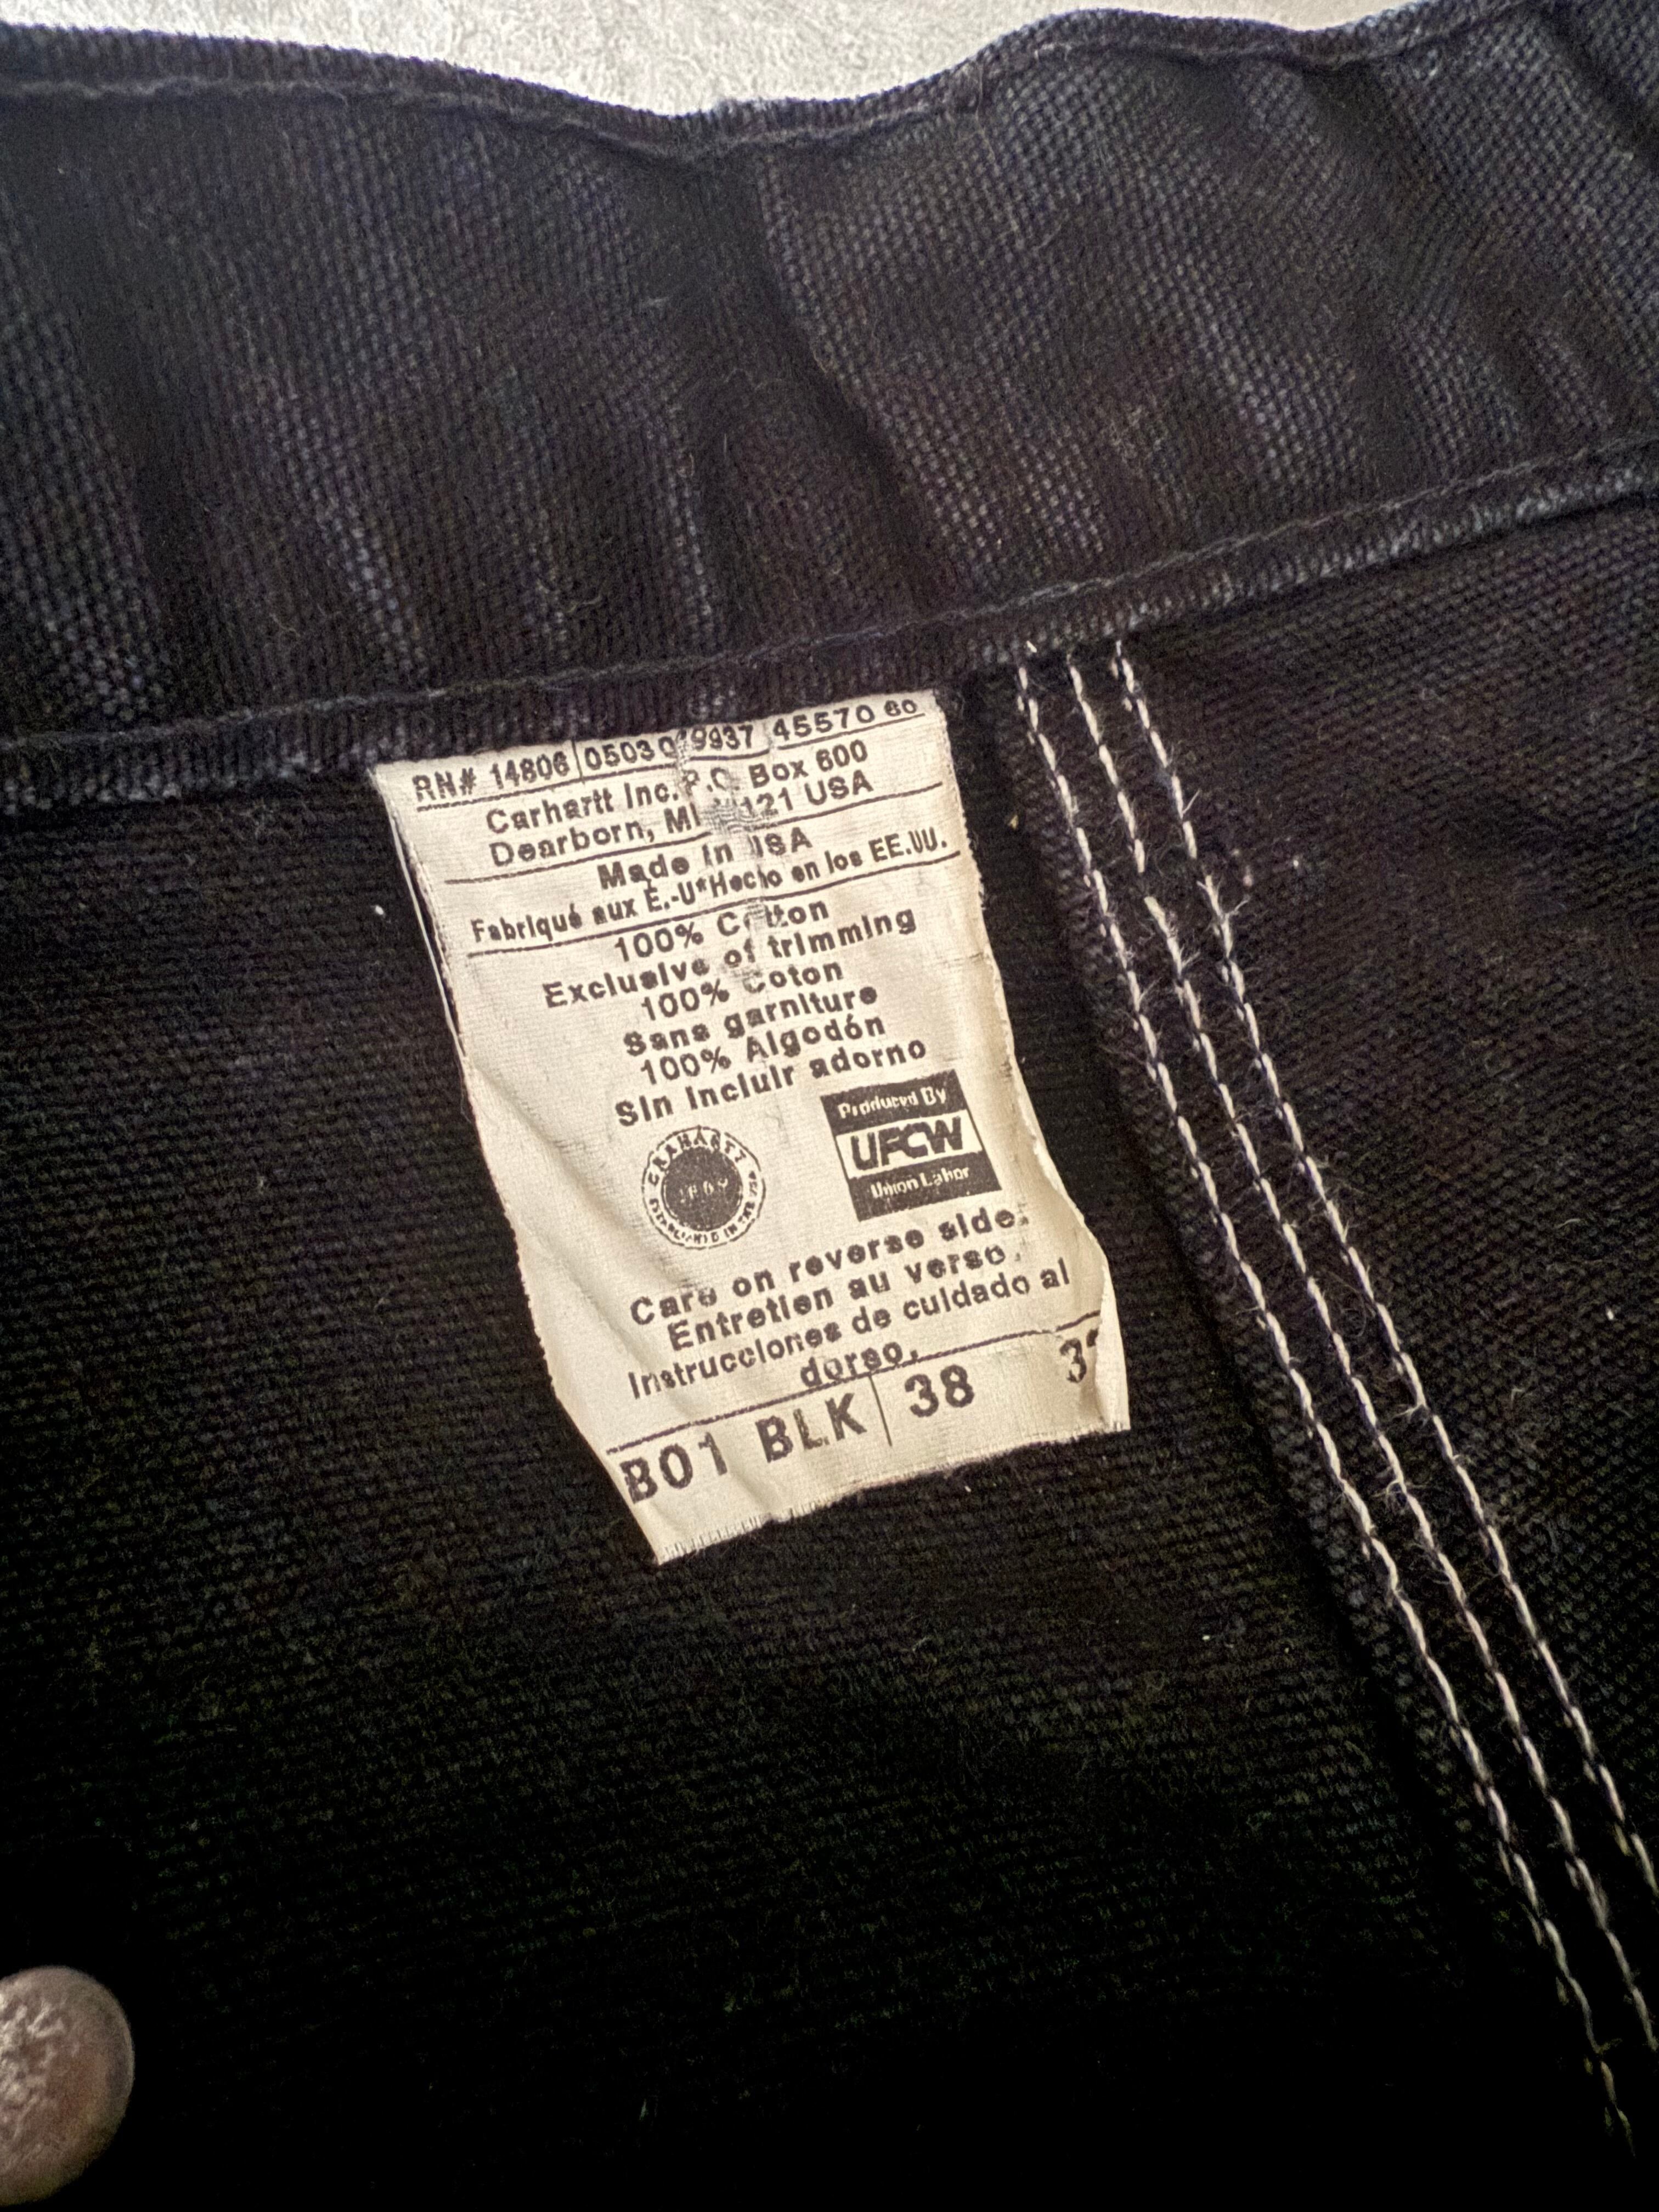 RN# 14806 0503 9937 45570 60
Carhartt Inc. P.O. Box 600
Dearborn, MI 121 USA
Made in USA
Fabriqué aux É.-U*Hecho en los EE.UU.
100% Cotton
Exclusive of trimming
100% Coton
Sans garniture
100% Algodón
Sin incluir adorno
Produced By
UFCW
Union Labor
Care on reverse side.
Entretien au verso.
Instrucciones de cuidado al
dorso.
B01 BLK 38